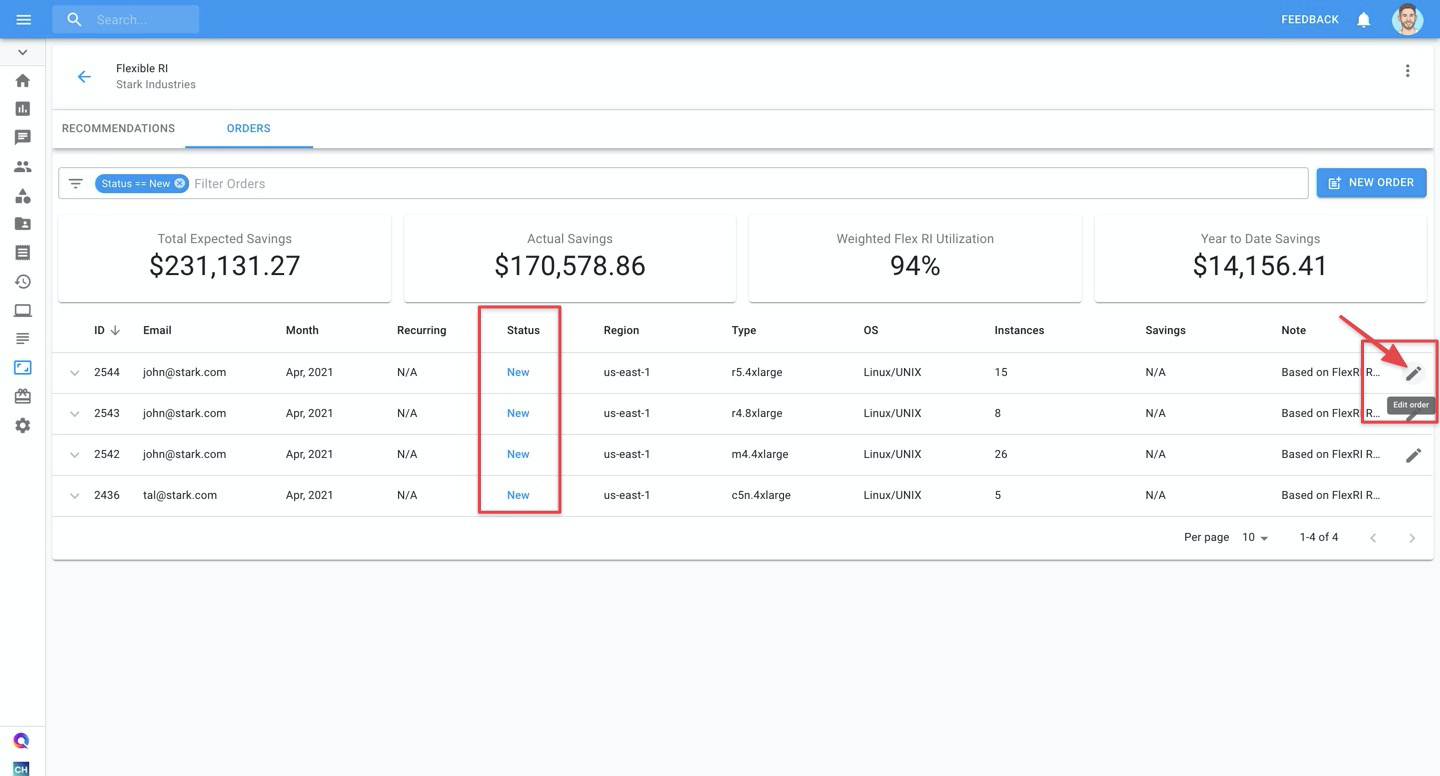 Search...
FEEDBACK
Flexible RI
Stark Industries
RECOMMENDATIONS ORDERS
Status == New Filter Orders NEW ORDER
Total Expected Savings Actual Savings Weighted Flex RI Utilization Year to Date Savings
$231,131.27 $170,578.86 94% $14,156.41
ID Email Month Recurring Status Region Type OS Instances Savings Note
2544 john@stark.com Apr, 2021 N/A New us-east-1 r5.4xlarge Linux/UNIX 15 N/A Based on FlexRI R...
2543 john@stark.com Apr, 2021 N/A New us-east-1 r4.8xlarge Linux/UNIX 8 N/A Based on FlexRI R...
Edit order
2542 john@stark.com Apr, 2021 N/A New us-east-1 m4.4xlarge Linux/UNIX 26 N/A Based on FlexRI R...
2436 tal@stark.com Apr, 2021 N/A New us-east-1 c5n.4xlarge Linux/UNIX 5 N/A Based on FlexRI R...
Per page 10 1-4 of 4
CH